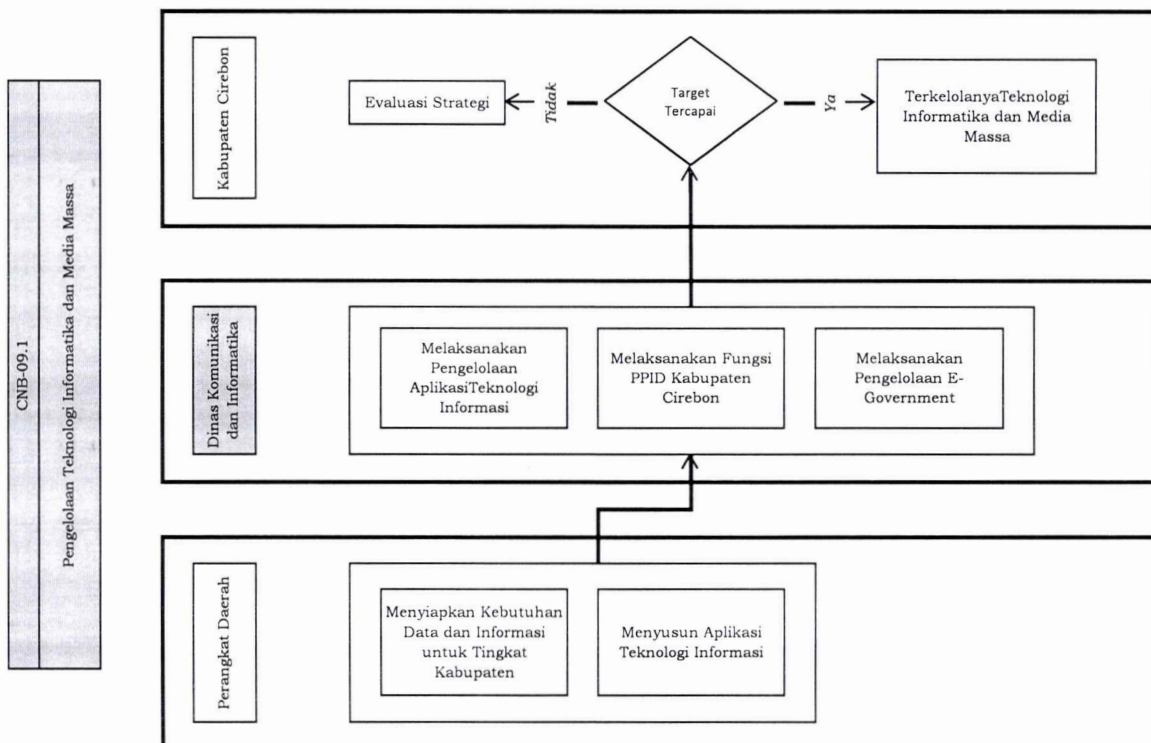 CNB-09.1
Pengelolaan Teknologi Informatika dan Media Massa
Kabupaten Cirebon
Evaluasi Strategi
Tidak
Target
Tercapai
Ya
TerkelolanyaTeknologi
Informatika dan Media
Massa
Dinas Komunikasi
dan Informatika
Melaksanakan
Pengelolaan
AplikasiTeknologi
Informasi
Melaksanakan Fungsi
PPID Kabupaten
Cirebon
Melaksanakan
Pengelolaan E-
Government
Perangkat Daerah
Menyiapkan Kebutuhan
Data dan Informasi
untuk Tingkat
Kabupaten
Menyusun Aplikasi
Teknologi Informasi